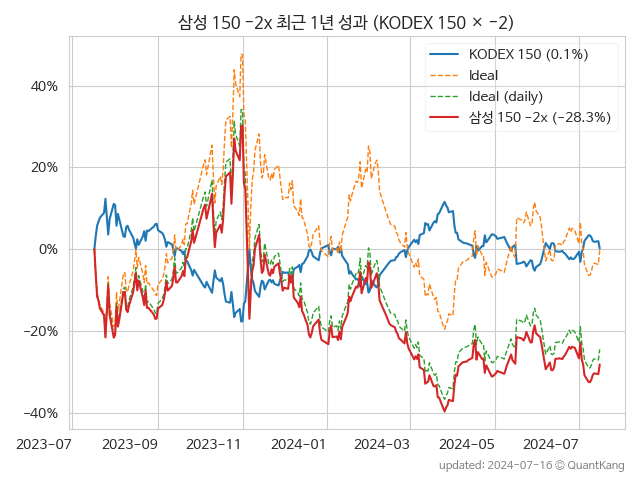 삼성 150 −2x 최근 1년 성과 (KODEX 150 × −2)
KODEX 150 (0.1%)
Ideal
Ideal (daily)
삼성 150 −2x (−28.3%)
40%
20%
0%
−20%
−40%
2023-07
2023-09
2023-11
2024-01
2024-03
2024-05
2024-07
updated: 2024-07-16 © QuantKang